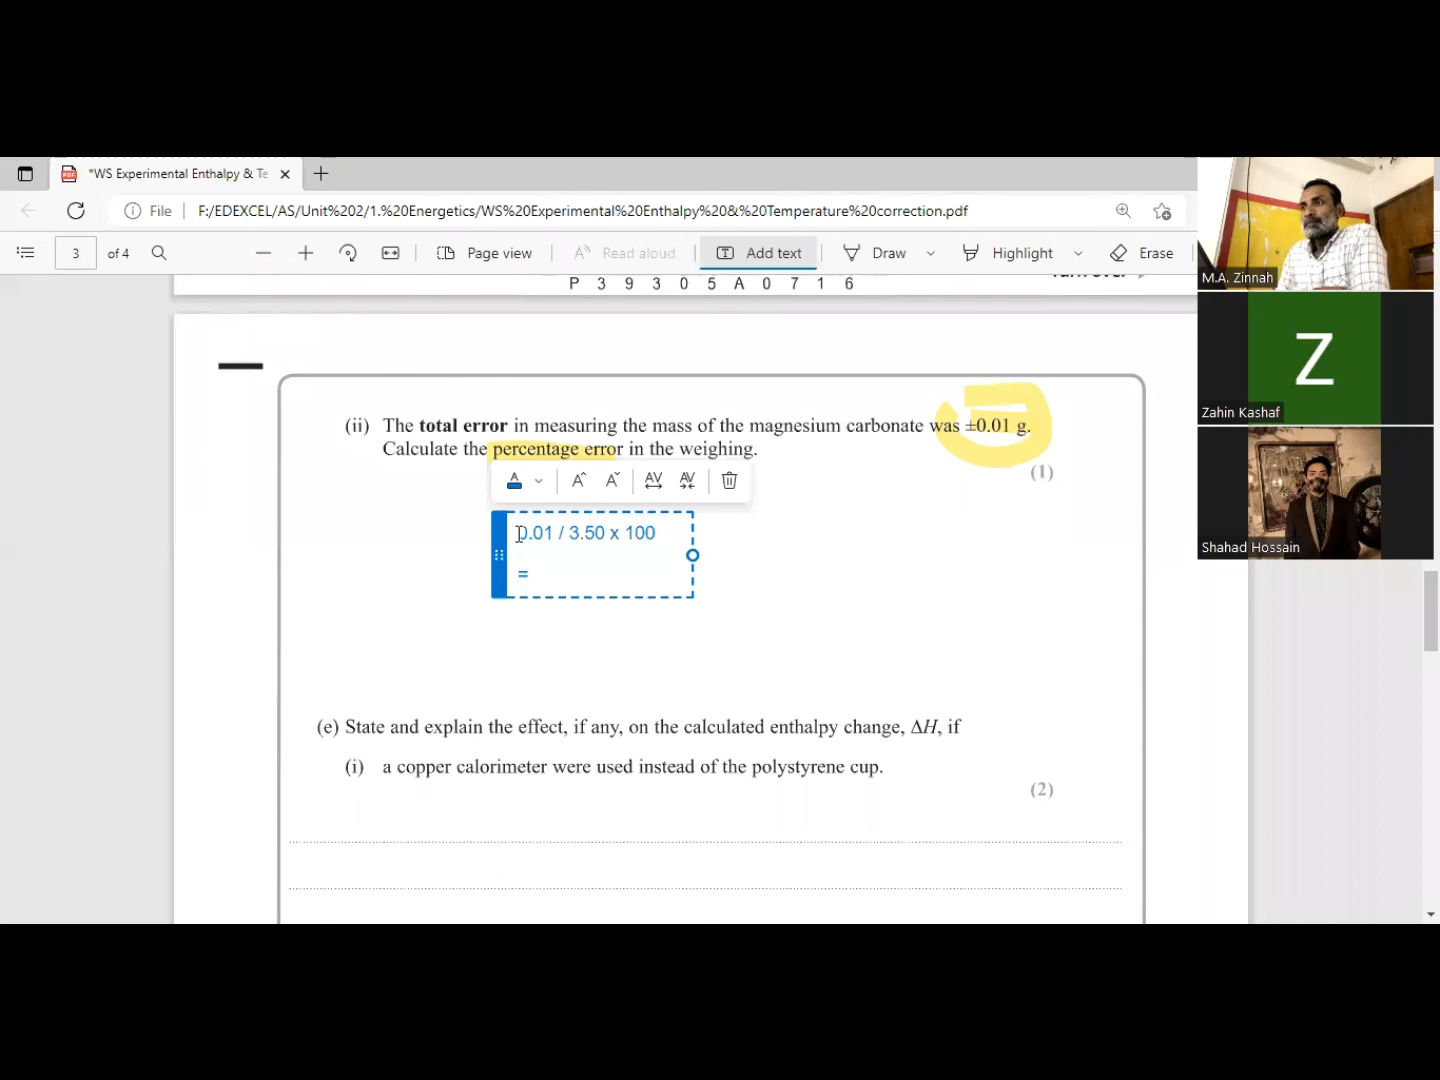 *WS Experimental Enthalpy & Te
File F:/EDEXCEL/AS/Unit%202/1.%20Energetics/WS%20Experimental%20Enthalpy%20&%20Temperature%20correction.pdf
3 of 4 Page view Read aloud Add text Draw Highlight Erase
P 3 9 3 0 5 A 0 7 1 6
(ii) The total error in measuring the mass of the magnesium carbonate was ±0.01 g.
Calculate the percentage error in the weighing.
(1)
0.01 / 3.50 x 100
=
(e) State and explain the effect, if any, on the calculated enthalpy change, ΔH, if
(i) a copper calorimeter were used instead of the polystyrene cup.
(2)
M.A. Zinnah
Z
Zahin Kashaf
Shahad Hossain